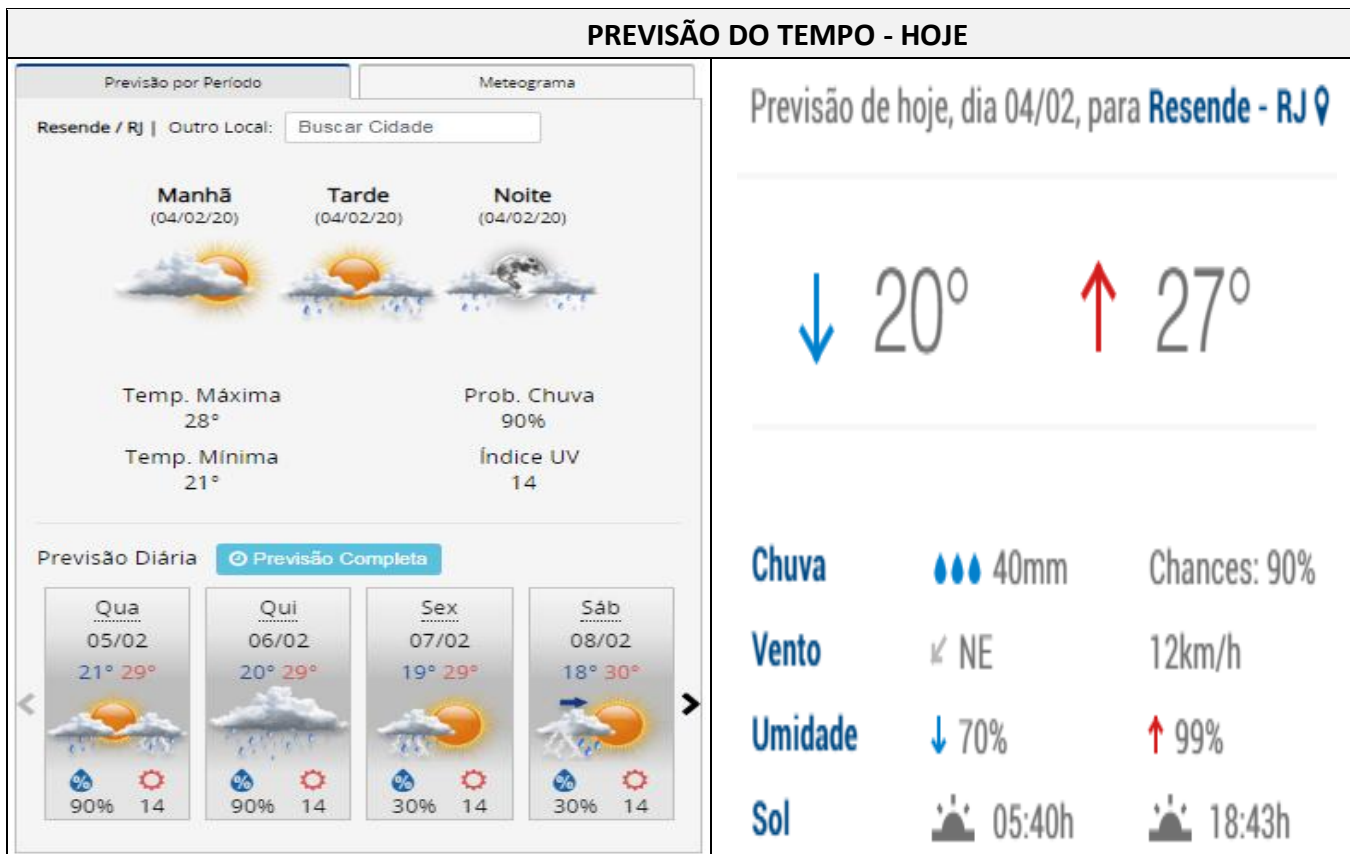 PREVISÃO DO TEMPO - HOJE
Previsão por Período
Meteograma
Resende / RJ | Outro Local: Buscar Cidade
Manhã Tarde Noite
(04/02/20) (04/02/20) (04/02/20)
Temp. Máxima Prob. Chuva
28° 90%
Temp. Mínima Índice UV
21° 14
Previsão Diária Previsão Completa
Qua Qui Sex Sáb
05/02 06/02 07/02 08/02
21° 29° 20° 29° 19° 29° 18° 30°
% % % %
90% 14 90% 14 30% 14 30% 14
Previsão de hoje, dia 04/02, para Resende - RJ
↓ 20° ↑ 27°
Chuva 40mm Chances: 90%
Vento NE 12km/h
Umidade ↓ 70% ↑ 99%
Sol 05:40h 18:43h